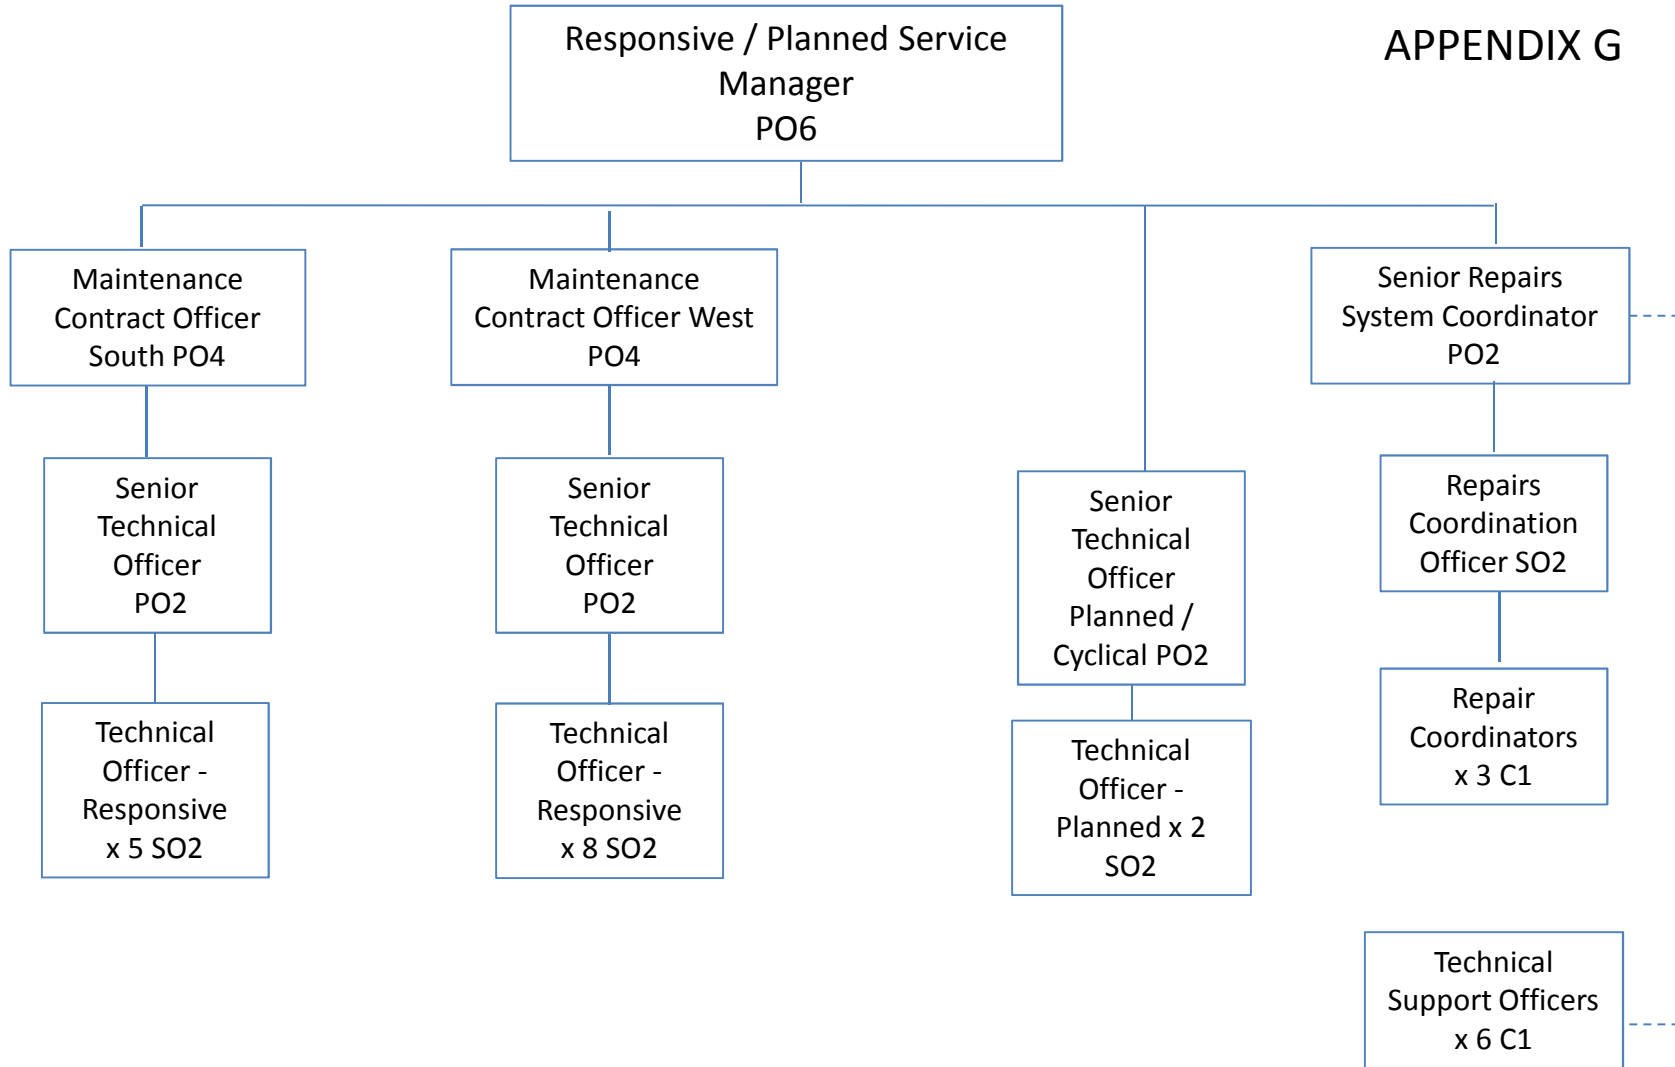 Responsive / Planned Service
Manager
PO6
APPENDIX G
Maintenance
Contract Officer
South PO4
Maintenance
Contract Officer West
PO4
Senior Repairs
System Coordinator
PO2
Senior
Technical
Officer
PO2
Senior
Technical
Officer
PO2
Senior
Technical
Officer
Planned /
Cyclical PO2
Repairs
Coordination
Officer SO2
Technical
Officer -
Responsive
x 5 SO2
Technical
Officer -
Responsive
x 8 SO2
Technical
Officer -
Planned x 2
SO2
Repair
Coordinators
x 3 C1
Technical
Support Officers
x 6 C1